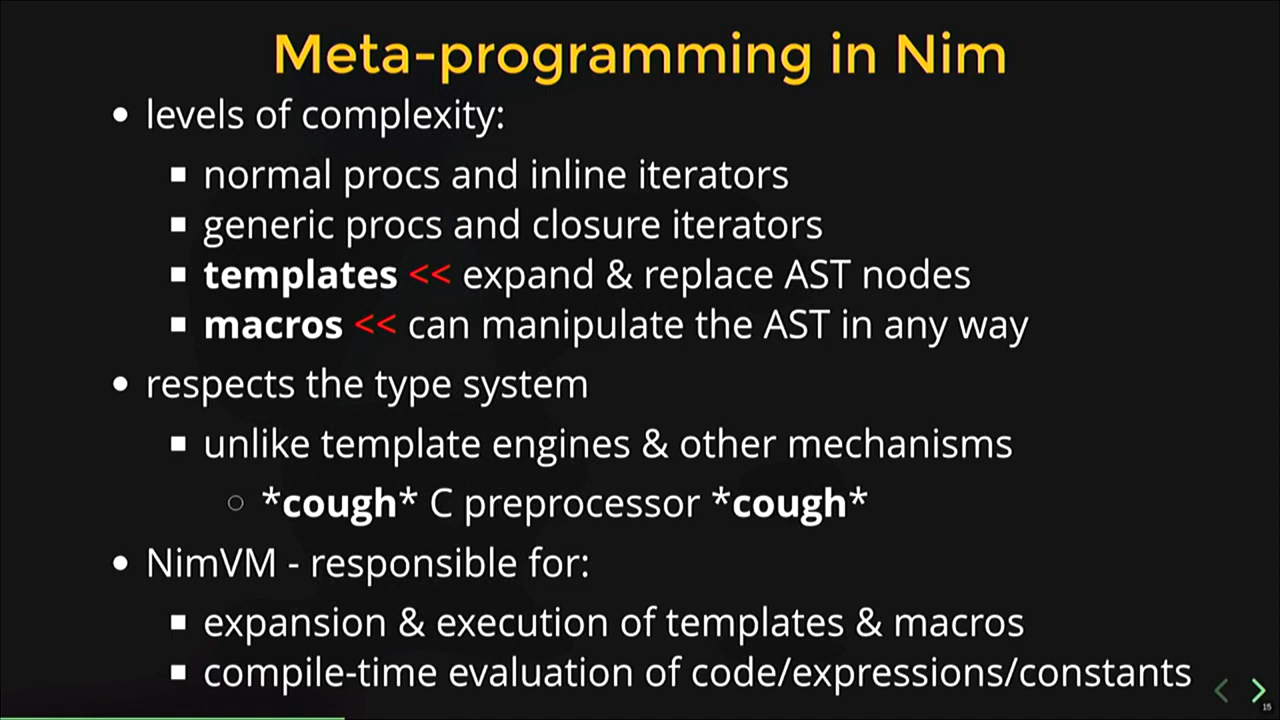 Meta-programming in Nim
• levels of complexity:
▪ normal procs and inline iterators
▪ generic procs and closure iterators
▪ templates << expand & replace AST nodes
▪ macros << can manipulate the AST in any way
• respects the type system
▪ unlike template engines & other mechanisms
○ *cough* C preprocessor *cough*
• NimVM - responsible for:
▪ expansion & execution of templates & macros
▪ compile-time evaluation of code/expressions/constants
15